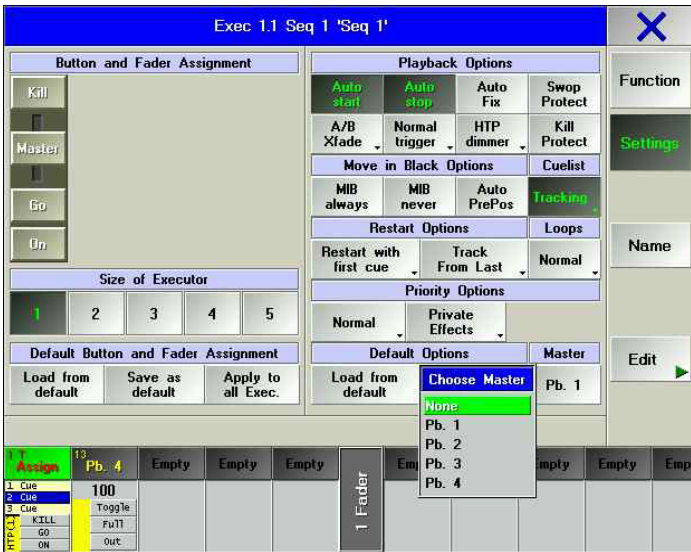 Exec 1.1 Seq 1 'Seq 1'
Button and Fader Assignment
Kill
Master
Go
On
Size of Executor
1 2 3 4 5
Default Button and Fader Assignment
Load from default
Save as default
Apply to all Exec.
Playback Options
Auto start
Auto stop
Auto Fix
Swop Protect
A/B Xfade
Normal trigger
HTP dimmer
Kill Protect
Move in Black Options
Cuelist
MIB always
MIB never
Auto PrePos
Tracking
Restart Options
Loops
Restart with first cue
Track From Last
Normal
Priority Options
Normal
Private Effects
Default Options
Master
Load from default
Pb. 1
Choose Master
None
Pb. 1
Pb. 2
Pb. 3
Pb. 4
Function
Settings
Name
Edit
1 T
Assign
13
Pb. 4
Empty
Empty
Empty
1 Fader
Empty
Emp
1 Cue
2 Cue
3 Cue
HTP(1)
KILL
GO
ON
100
Toggle
Full
Out